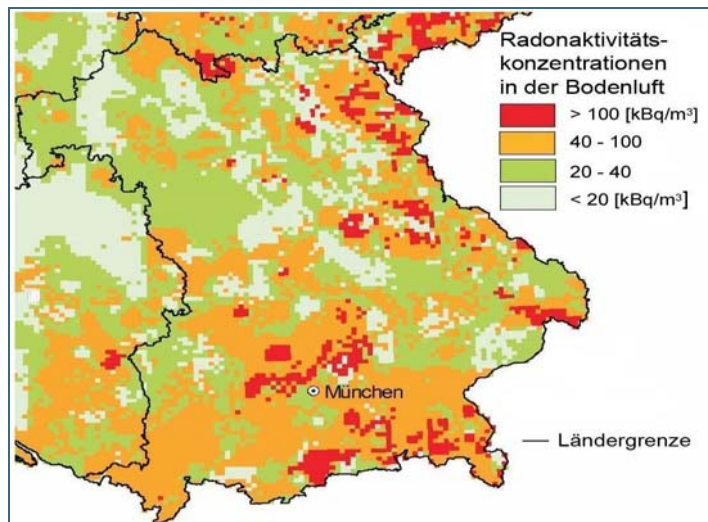 Radonaktivitäts-
konzentrationen
in der Bodenluft
> 100 [kBq/m³]
40 - 100
20 - 40
< 20 [kBq/m³]
München
Ländergrenze